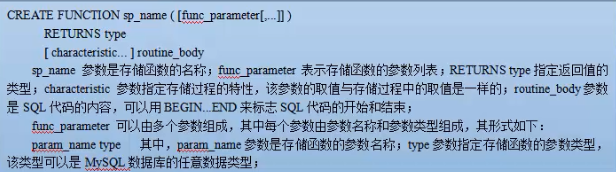 CREATE FUNCTION sp_name ( [func_parameter[,...]] )
RETURNS type
[ characteristic... ] routine_body
sp_name 参数是存储函数的名称；func_parameter 表示存储函数的参数列表；RETURNS type 指定返回值的
类型；characteristic 参数指定存储过程的特性，该参数的取值与存储过程中的取值是一样的；routine_body 参数
是 SQL 代码的内容，可以用 BEGIN...END 来标志 SQL 代码的开始和结束；
func_parameter 可以由多个参数组成，其中每个参数由参数名称和参数类型组成，其形式如下：
param_name type 其中，param_name 参数是存储函数的参数名称；type 参数指定存储函数的参数类型，
该类型可以是 MySQL 数据库的任意数据类型；